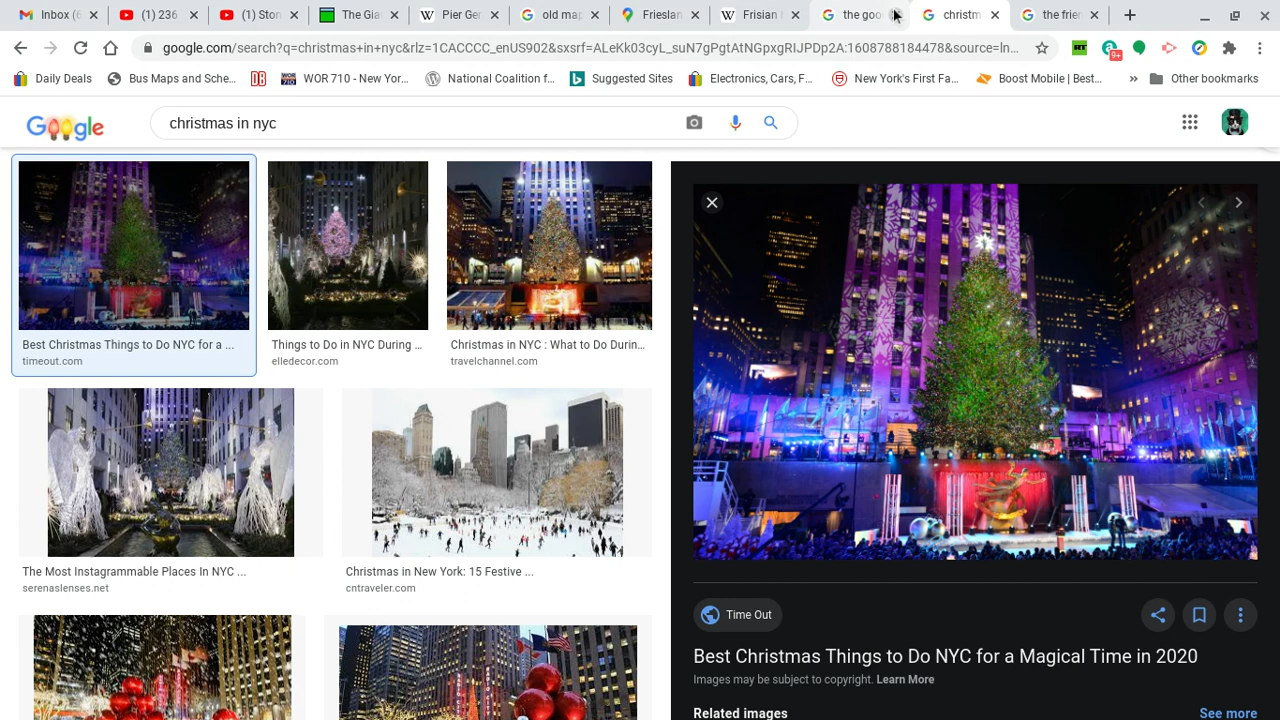 Inbox (6
(1) 236
(1) Ston
The Gia
Pier Ger
old map
Frieslan
Frisian I
the goo
christm
the frier
google.com/search?q=christmas+in+nyc&rlz=1CACCCC_enUS902&sxsrf=ALeKk03cyL_suN7gPgtAtNGpxgRIJPDp2A:1608788184478&source=ln...
Daily Deals
Bus Maps and Sche...
WOR 710 - New Yor...
National Coalition f...
Suggested Sites
Electronics, Cars, F...
New York's First Fa...
Boost Mobile | Best...
Other bookmarks
Google
christmas in nyc
Best Christmas Things to Do NYC for a ...
timeout.com
Things to Do in NYC During ...
elledecor.com
Christmas in NYC : What to Do Durin...
travelchannel.com
The Most Instagrammable Places In NYC ...
serenaslenses.net
Christmas in New York: 15 Festive ...
cntraveler.com
Time Out
Best Christmas Things to Do NYC for a Magical Time in 2020
Images may be subject to copyright. Learn More
Related images
See more